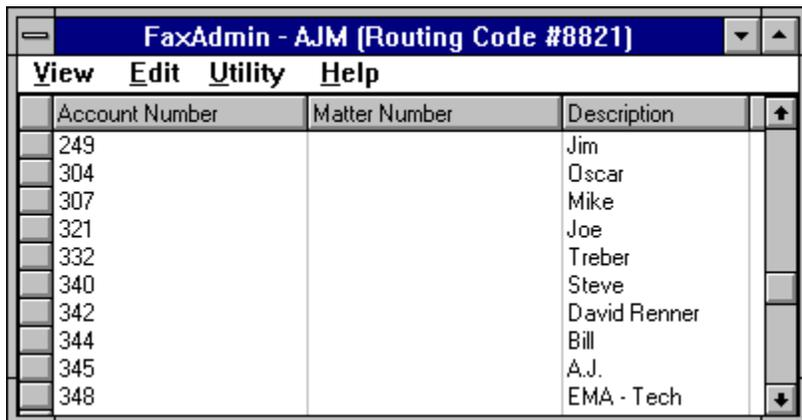 FaxAdmin - AJM (Routing Code #8821)
View Edit Utility Help
Account Number Matter Number Description
249 Jim
304 Oscar
307 Mike
321 Joe
332 Treber
340 Steve
342 David Renner
344 Bill
345 A.J.
348 EMA - Tech